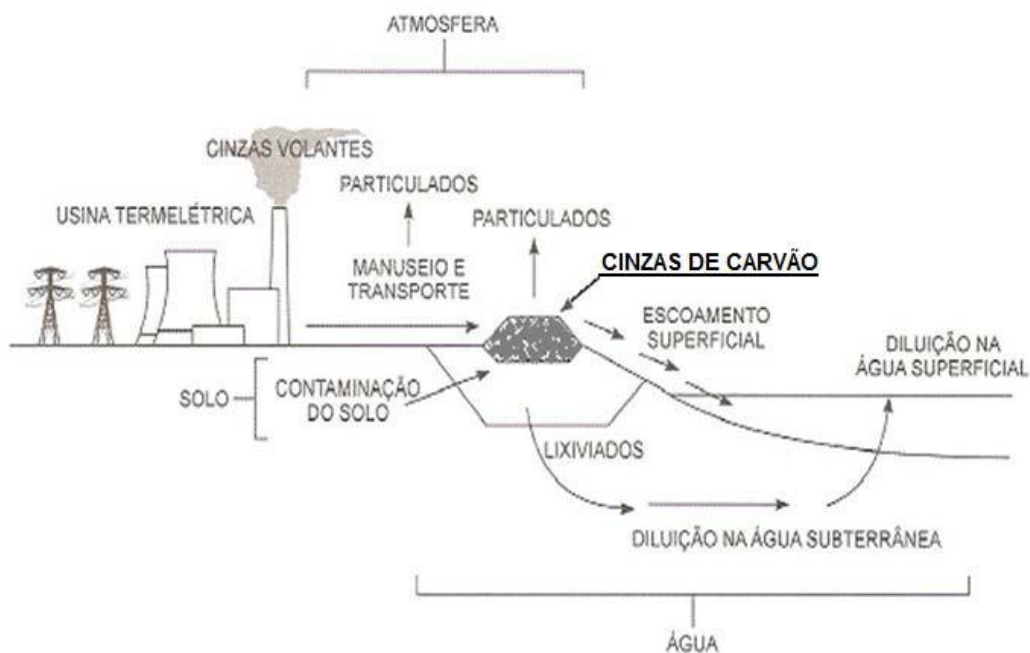 ATMOSFERA
CINZAS VOLANTES
PARTICULADOS
USINA TERMELÉTRICA
PARTICULADOS
MANUSEIO E
TRANSPORTE
CINZAS DE CARVÃO
ESCOAMENTO
SUPERFICIAL
DILUIÇÃO NA
ÁGUA SUPERFICIAL
SOLO
CONTAMINAÇÃO
DO SOLO
LIXIVIADOS
DILUIÇÃO NA ÁGUA SUBTERRÂNEA
ÁGUA